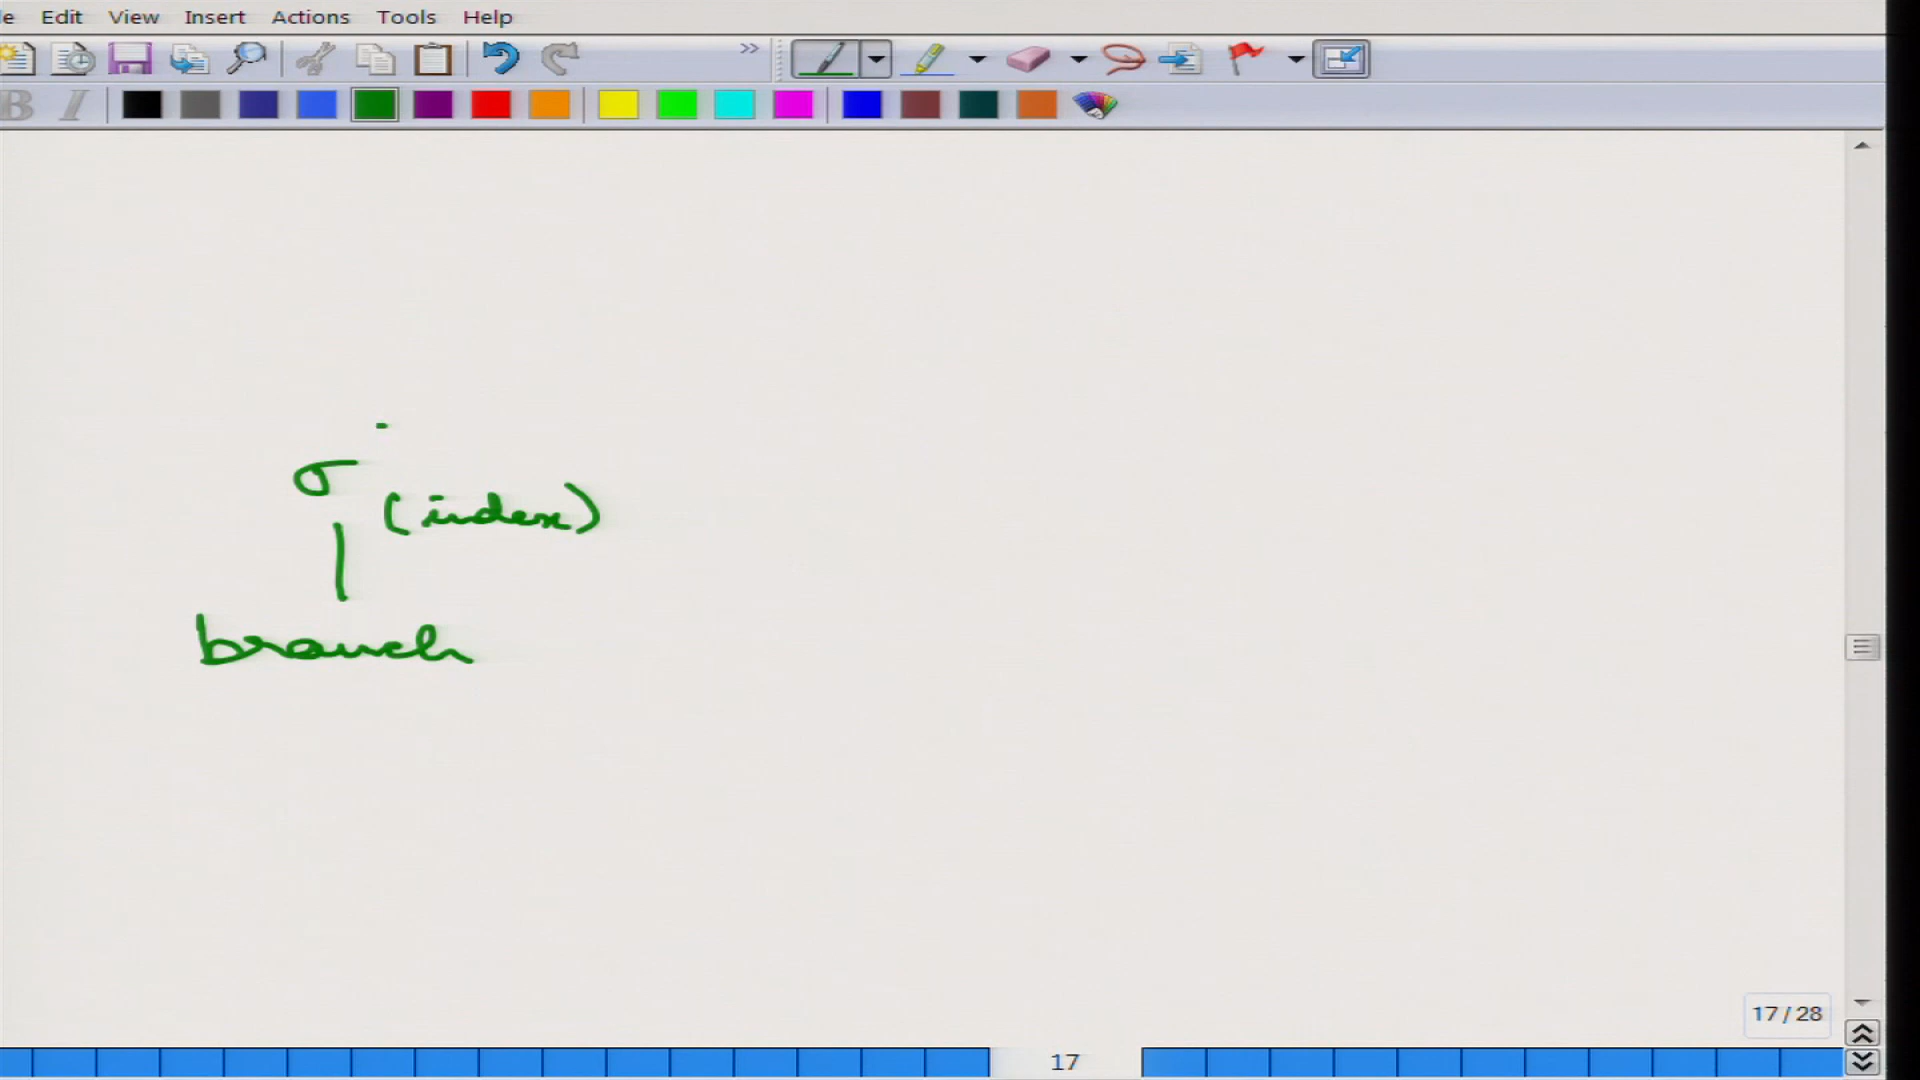 Edit View Insert Actions Tools Help
B I
σ
(index)
branch
17 / 28
17